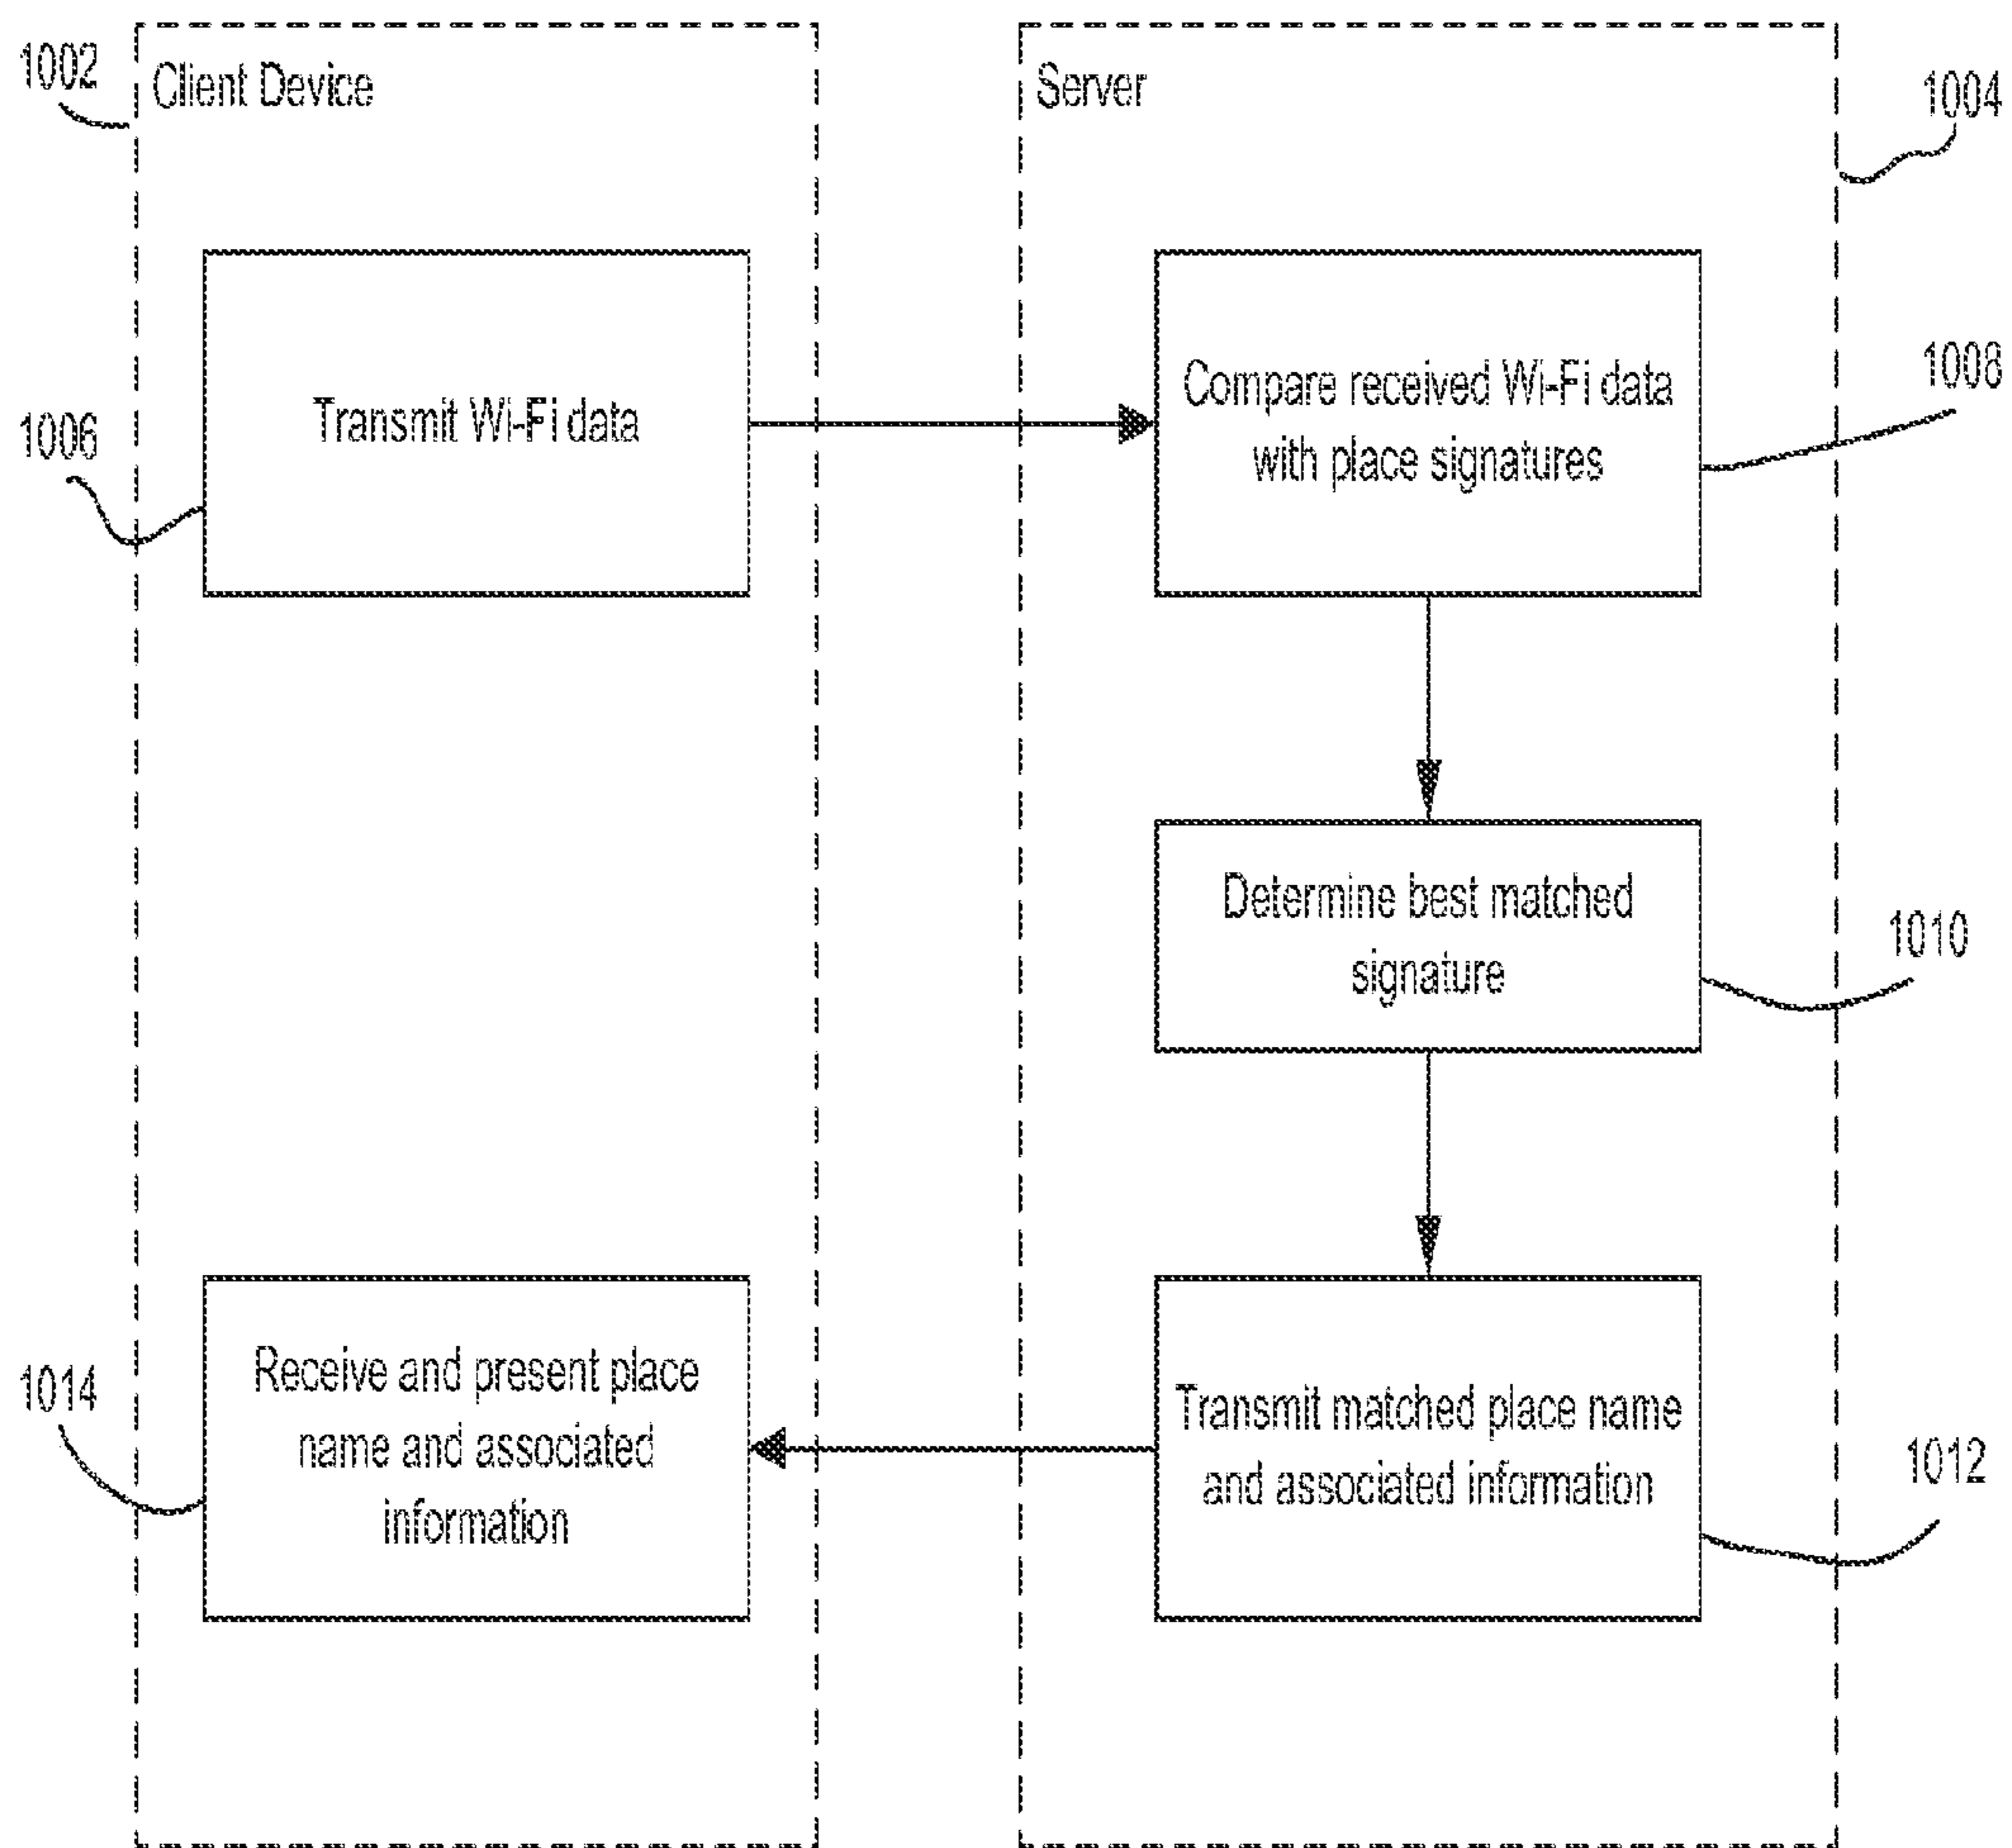 1002
Client Device
Server
1004
Transmit Wi-Fi data
1006
Compare received Wi-Fi data
with place signatures
1008
Determine best matched
signature
1010
Receive and present place
name and associated
information
1014
Transmit matched place name
and associated information
1012